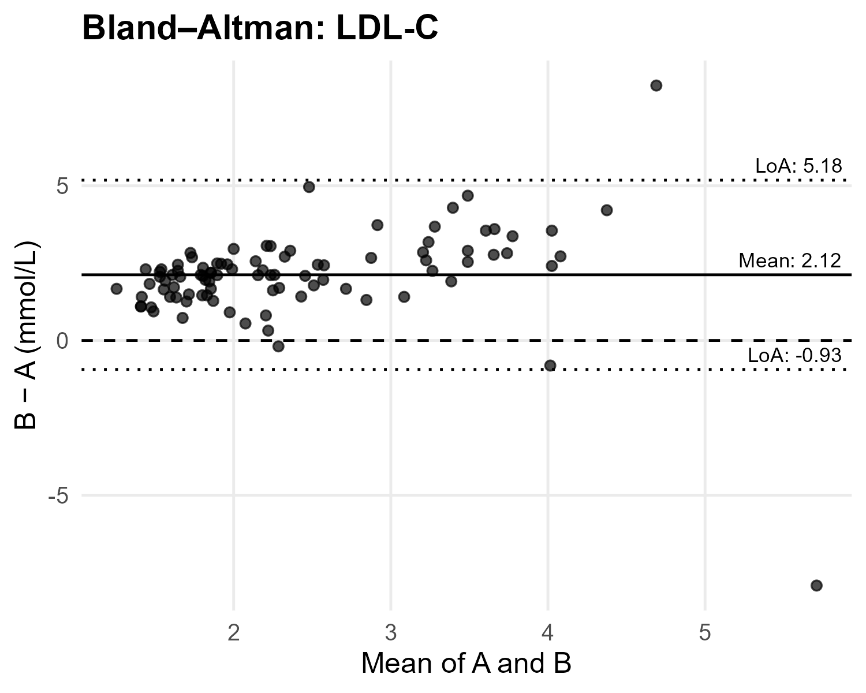 Bland–Altman: LDL-C
LoA: 5.18
5
Mean: 2.12
0
LoA: -0.93
-5
B − A (mmol/L)
2 3 4 5
Mean of A and B